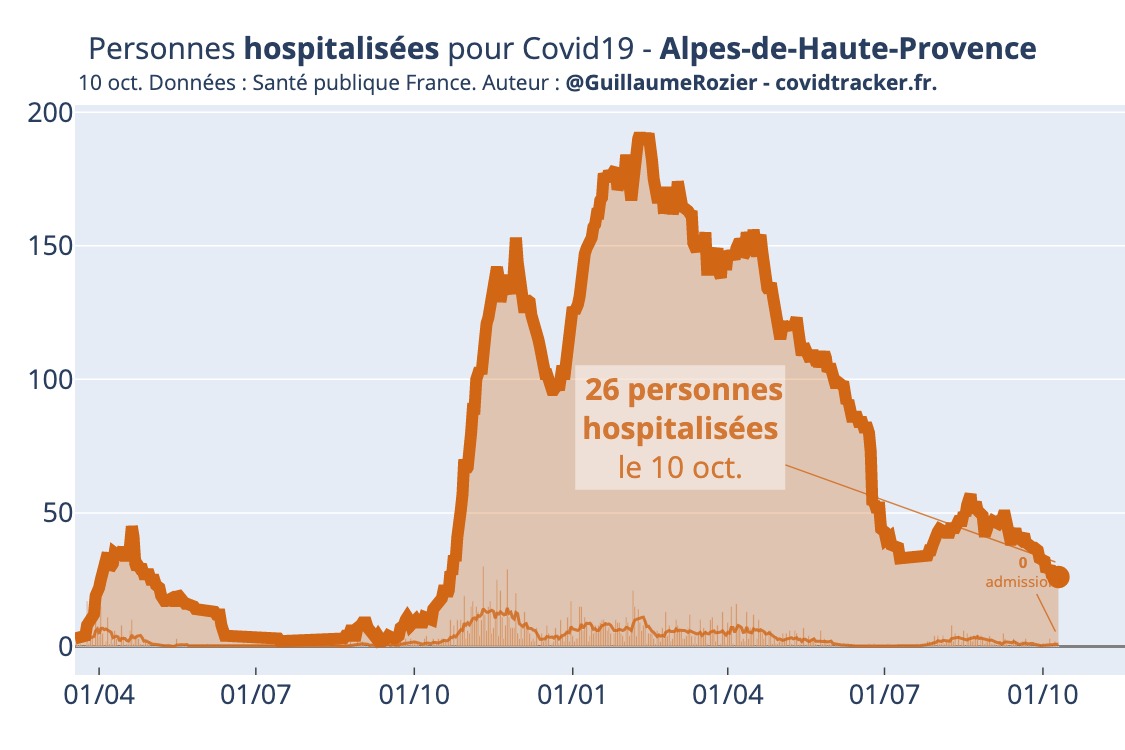 Personnes hospitalisées pour Covid19 - Alpes-de-Haute-Provence
10 oct. Données : Santé publique France. Auteur : @GuillaumeRozier - covidtracker.fr.
200
150
100
50
0
26 personnes
hospitalisées
le 10 oct.
0
admission
01/04
01/07
01/10
01/01
01/04
01/07
01/10